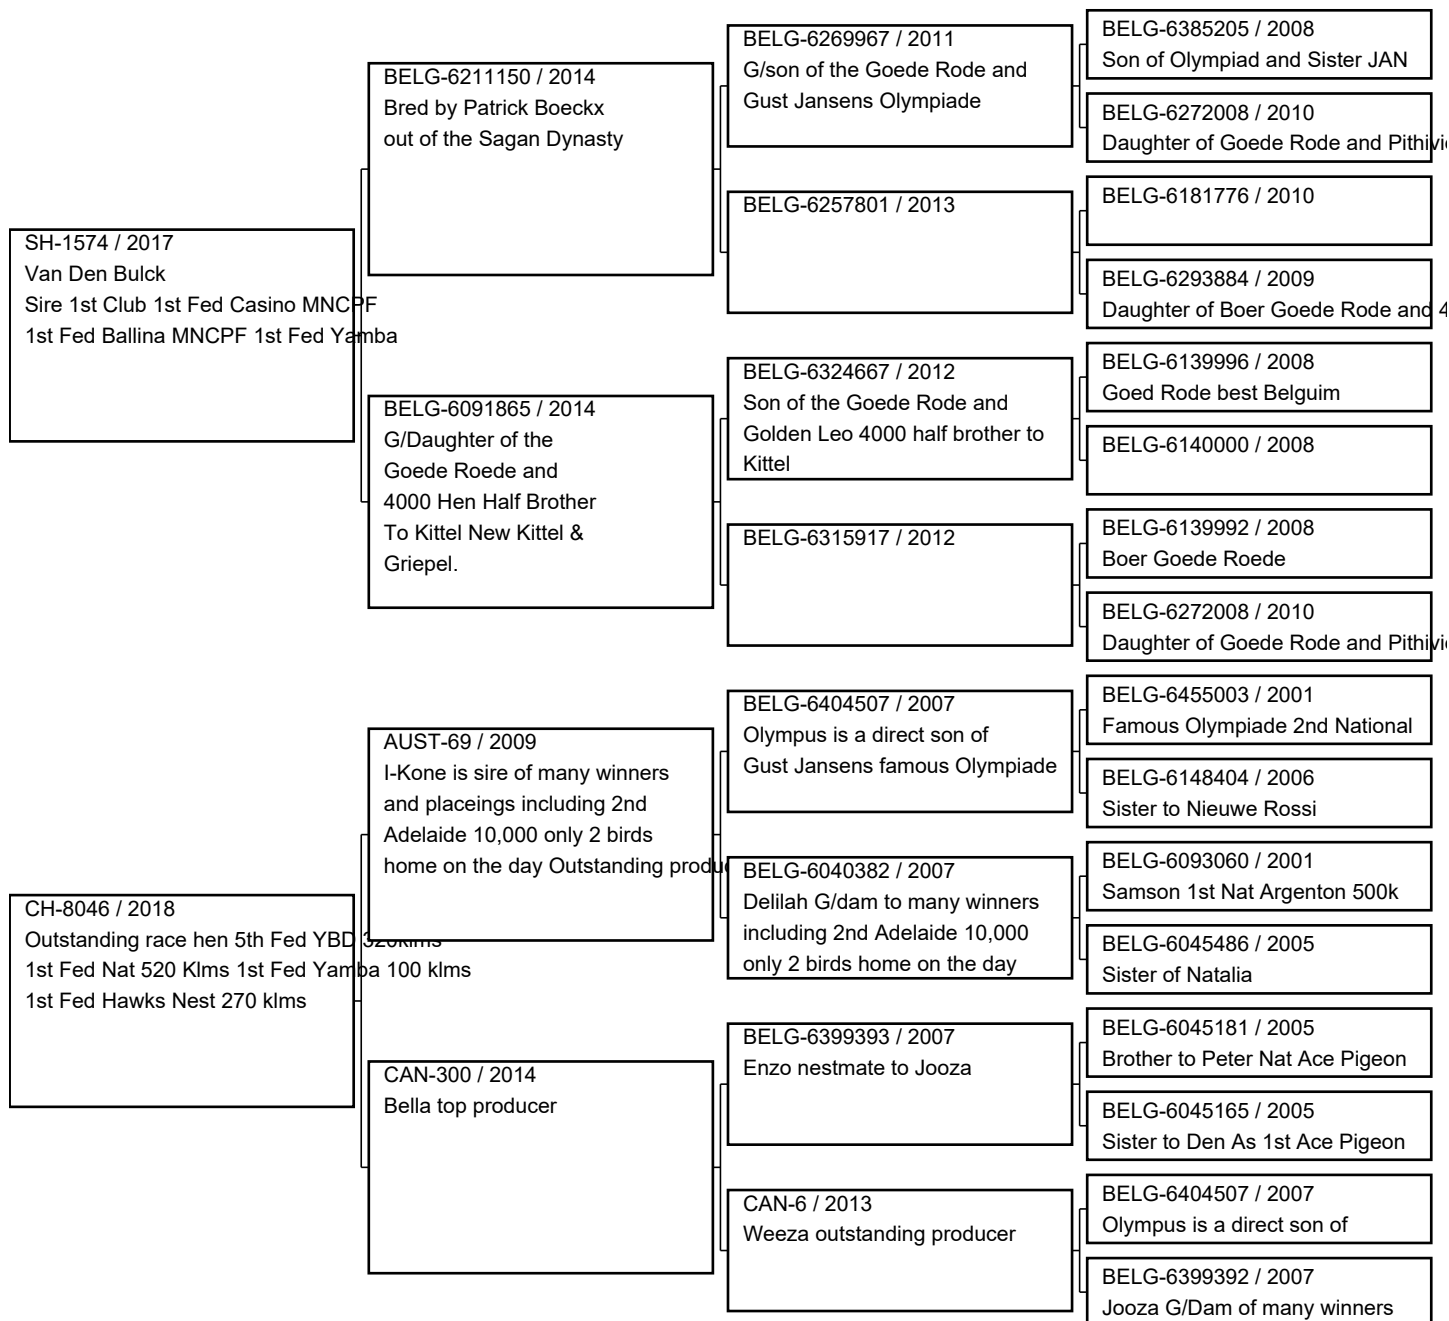 SH-1574 / 2017
Van Den Bulck
Sire 1st Club 1st Fed Casino MNCPF
1st Fed Ballina MNCPF 1st Fed Yamba
BELG-6211150 / 2014
Bred by Patrick Boeckx
out of the Sagan Dynasty
BELG-6269967 / 2011
G/son of the Goede Rode and
Gust Jansens Olympiade
BELG-6385205 / 2008
Son of Olympiad and Sister JAN
BELG-6272008 / 2010
Daughter of Goede Rode and
BELG-6257801 / 2013
BELG-6181776 / 2010
BELG-6293884 / 2009
Daughter of Boer Goede Rode and 4
BELG-6091865 / 2014
G/Daughter of the
Goede Roede and
4000 Hen Half Brother
To Kittel New Kittel &
Griepel.
BELG-6324667 / 2012
Son of the Goede Rode and
Golden Leo 4000 half brother to
Kittel
BELG-6139996 / 2008
Goed Rode best Belguim
BELG-6140000 / 2008
BELG-6315917 / 2012
BELG-6139992 / 2008
Boer Goede Roede
BELG-6272008 / 2010
Daughter of Goede Rode and
CH-8046 / 2018
Outstanding race hen 5th Fed YBD 320klms
1st Fed Nat 520 Klms 1st Fed Yamba 100 klms
1st Fed Hawks Nest 270 klms
AUST-69 / 2009
I-Kone is sire of many winners
and placeings including 2nd
Adelaide 10,000 only 2 birds
home on the day Outstanding
BELG-6404507 / 2007
Olympus is a direct son of
Gust Jansens famous Olympiade
BELG-6455003 / 2001
Famous Olympiade 2nd National
BELG-6148404 / 2006
Sister to Nieuwe Rossi
BELG-6040382 / 2007
Delilah G/dam to many winners
including 2nd Adelaide 10,000
only 2 birds home on the day
BELG-6093060 / 2001
Samson 1st Nat Argenton 500k
BELG-6045486 / 2005
Sister of Natalia
CAN-300 / 2014
Bella top producer
BELG-6399393 / 2007
Enzo nestmate to Jooza
BELG-6045181 / 2005
Brother to Peter Nat Ace Pigeon
BELG-6045165 / 2005
Sister to Den As 1st Ace Pigeon
CAN-6 / 2013
Weeza outstanding producer
BELG-6404507 / 2007
Olympus is a direct son of
BELG-6399392 / 2007
Jooza G/Dam of many winners